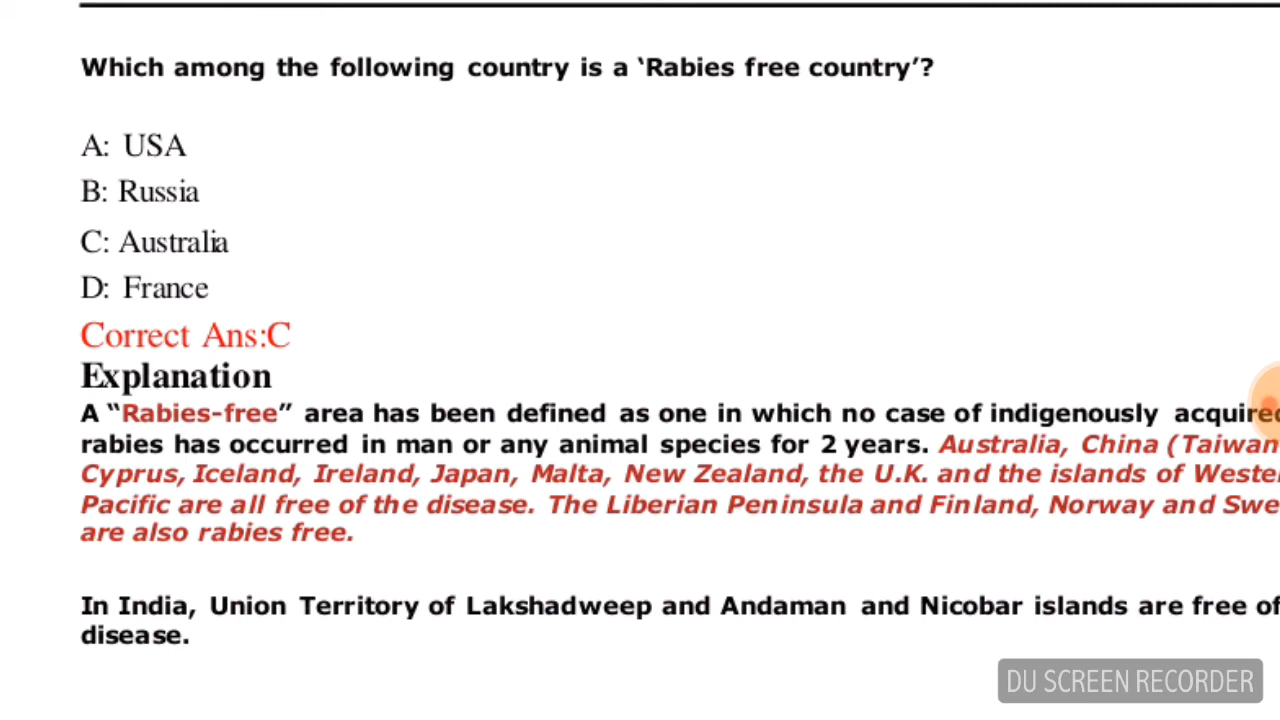 Which among the following country is a ‘Rabies free country’?
A: USA
B: Russia
C: Australia
D: France
Correct Ans:C
Explanation
A “Rabies-free” area has been defined as one in which no case of indigenously acquired
rabies has occurred in man or any animal species for 2 years. Australia, China (Taiwan
Cyprus, Iceland, Ireland, Japan, Malta, New Zealand, the U.K. and the islands of Weste
Pacific are all free of the disease. The Liberian Peninsula and Finland, Norway and Swe
are also rabies free.
In India, Union Territory of Lakshadweep and Andaman and Nicobar islands are free of
disease.
DU SCREEN RECORDER